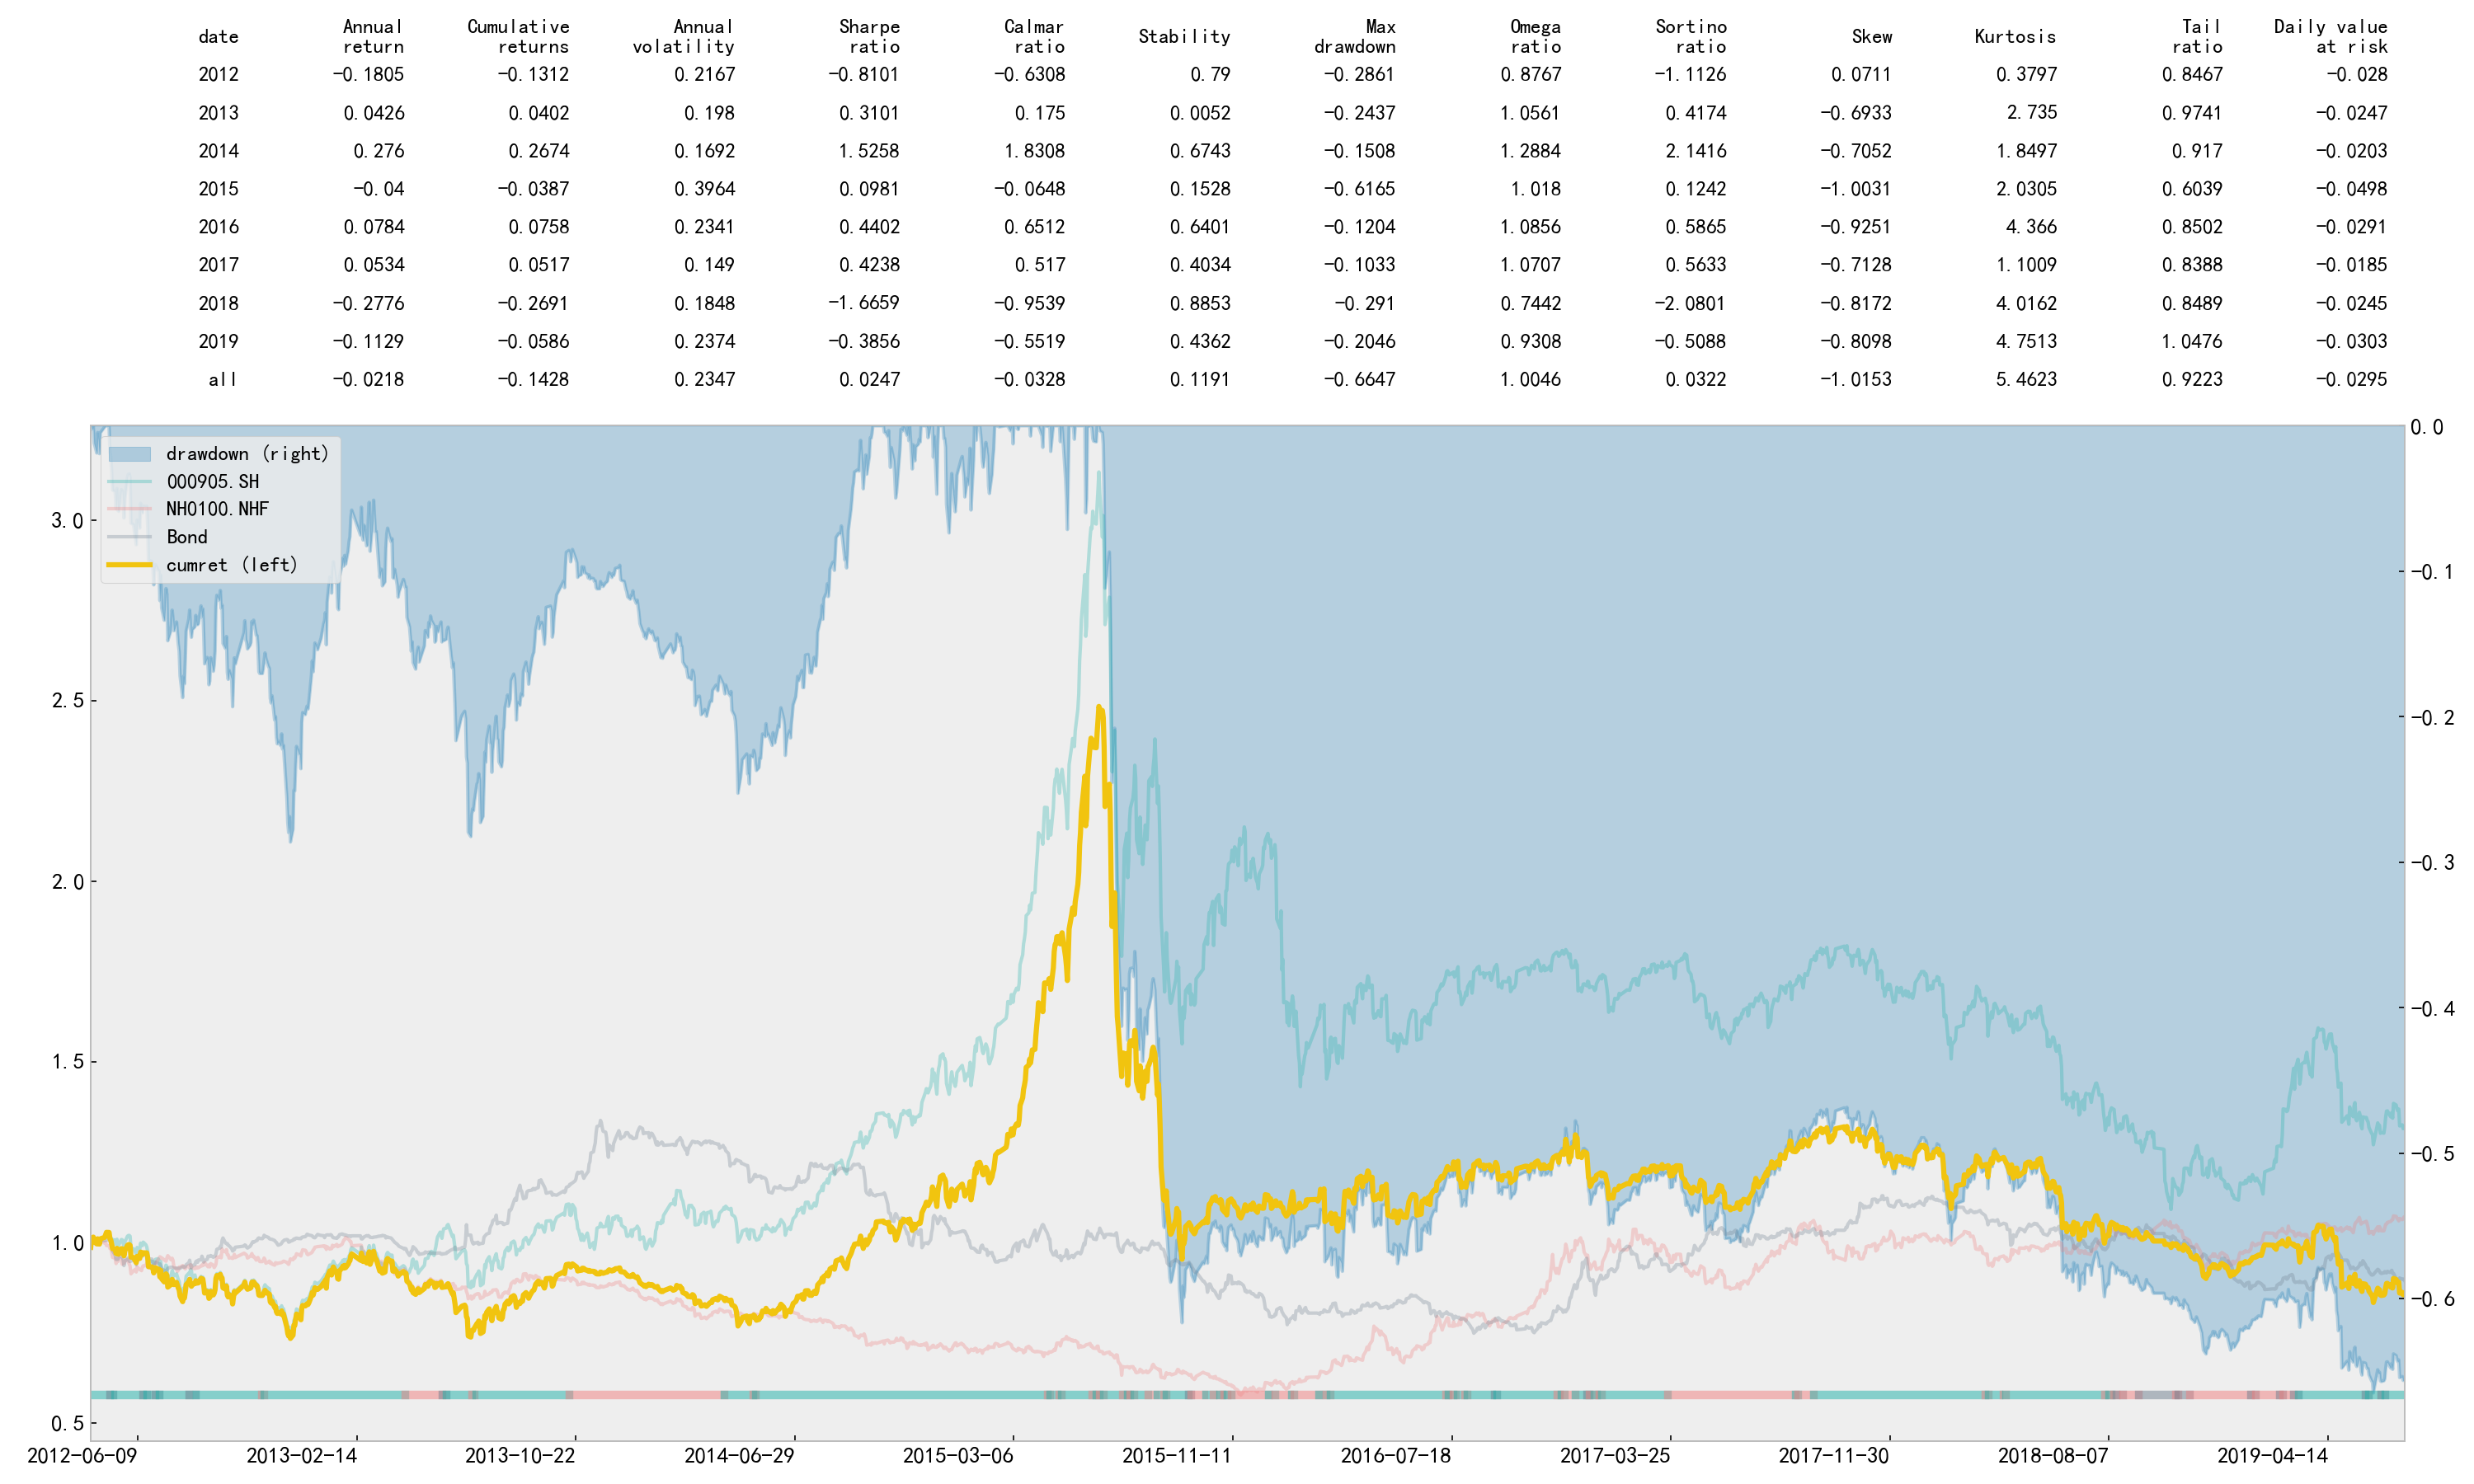 date Annual return Cumulative returns Annual volatility Sharpe ratio Calmar ratio Stability Max drawdown Omega ratio Sortino ratio Skew Kurtosis Tail ratio Daily value at risk
2012 -0.1805 -0.1312 0.2167 -0.8101 -0.6308 0.79 -0.2861 0.8767 -1.1126 0.0711 0.3797 0.8467 -0.028
2013 0.0426 0.0402 0.198 0.3101 0.175 0.0052 -0.2437 1.0561 0.4174 -0.6933 2.735 0.9741 -0.0247
2014 0.276 0.2674 0.1692 1.5258 1.8308 0.6743 -0.1508 1.2884 2.1416 -0.7052 1.8497 0.917 -0.0203
2015 -0.04 -0.0387 0.3964 0.0981 -0.0648 0.1528 -0.6165 1.018 0.1242 -1.0031 2.0305 0.6039 -0.0498
2016 0.0784 0.0758 0.2341 0.4402 0.6512 0.6401 -0.1204 1.0856 0.5865 -0.9251 4.366 0.8502 -0.0291
2017 0.0534 0.0517 0.149 0.4238 0.517 0.4034 -0.1033 1.0707 0.5633 -0.7128 1.1009 0.8388 -0.0185
2018 -0.2776 -0.2691 0.1848 -1.6659 -0.9539 0.8853 -0.291 0.7442 -2.0801 -0.8172 4.0162 0.8489 -0.0245
2019 -0.1129 -0.0586 0.2374 -0.3856 -0.5519 0.4362 -0.2046 0.9308 -0.5088 -0.8098 4.7513 1.0476 -0.0303
all -0.0218 -0.1428 0.2347 0.0247 -0.0328 0.1191 -0.6647 1.0046 0.0322 -1.0153 5.4623 0.9223 -0.0295
drawdown (right)
000905.SH
NH0100.NHF
Bond
cumret (left)
3.0
2.5
2.0
1.5
1.0
0.5
0.0
-0.1
-0.2
-0.3
-0.4
-0.5
-0.6
2012-06-09 2013-02-14 2013-10-22 2014-06-29 2015-03-06 2015-11-11 2016-07-18 2017-03-25 2017-11-30 2018-08-07 2019-04-14